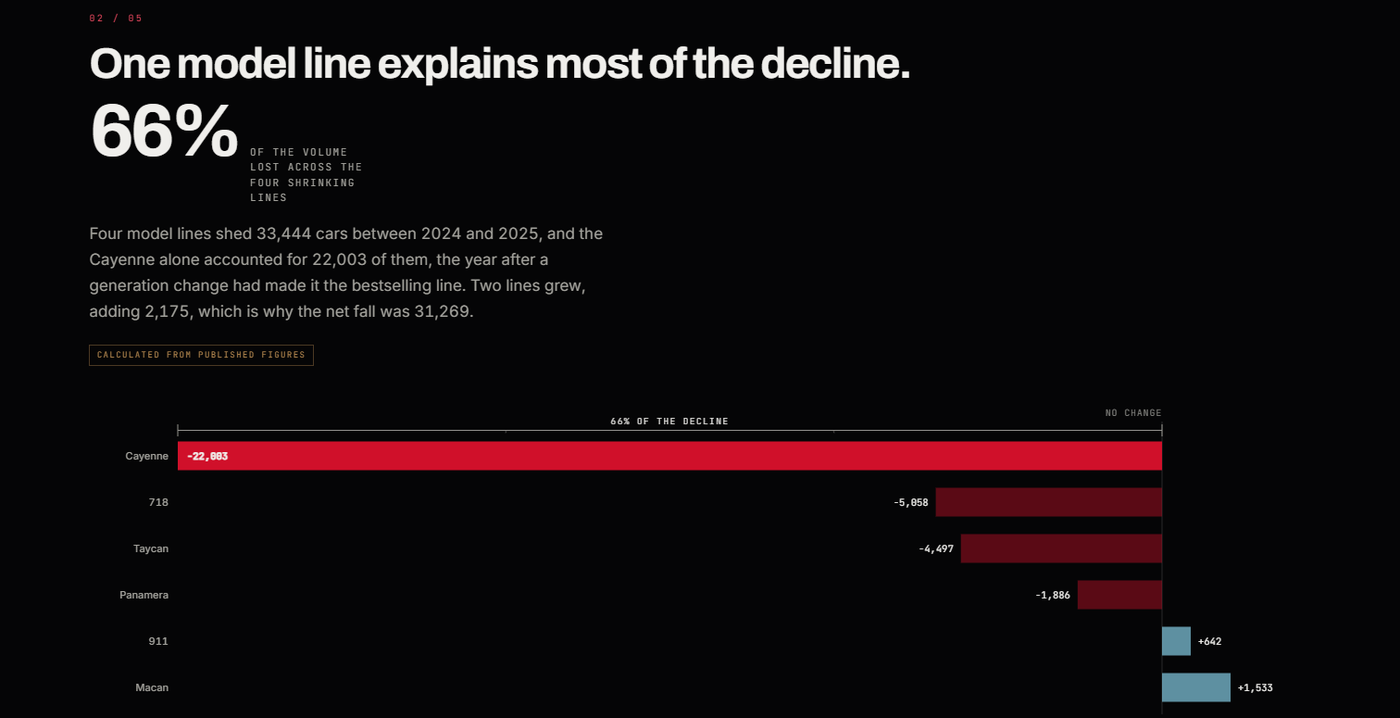 02 / 05
One model line explains most of the decline.
66%
OF THE VOLUME
LOST ACROSS THE
FOUR SHRINKING
LINES
Four model lines shed 33,444 cars between 2024 and 2025, and the
Cayenne alone accounted for 22,003 of them, the year after a
generation change had made it the bestselling line. Two lines grew,
adding 2,175, which is why the net fall was 31,269.
CALCULATED FROM PUBLISHED FIGURES
NO CHANGE
66% OF THE DECLINE
Cayenne -22,003
718 -5,058
Taycan -4,497
Panamera -1,886
911 +642
Macan +1,533